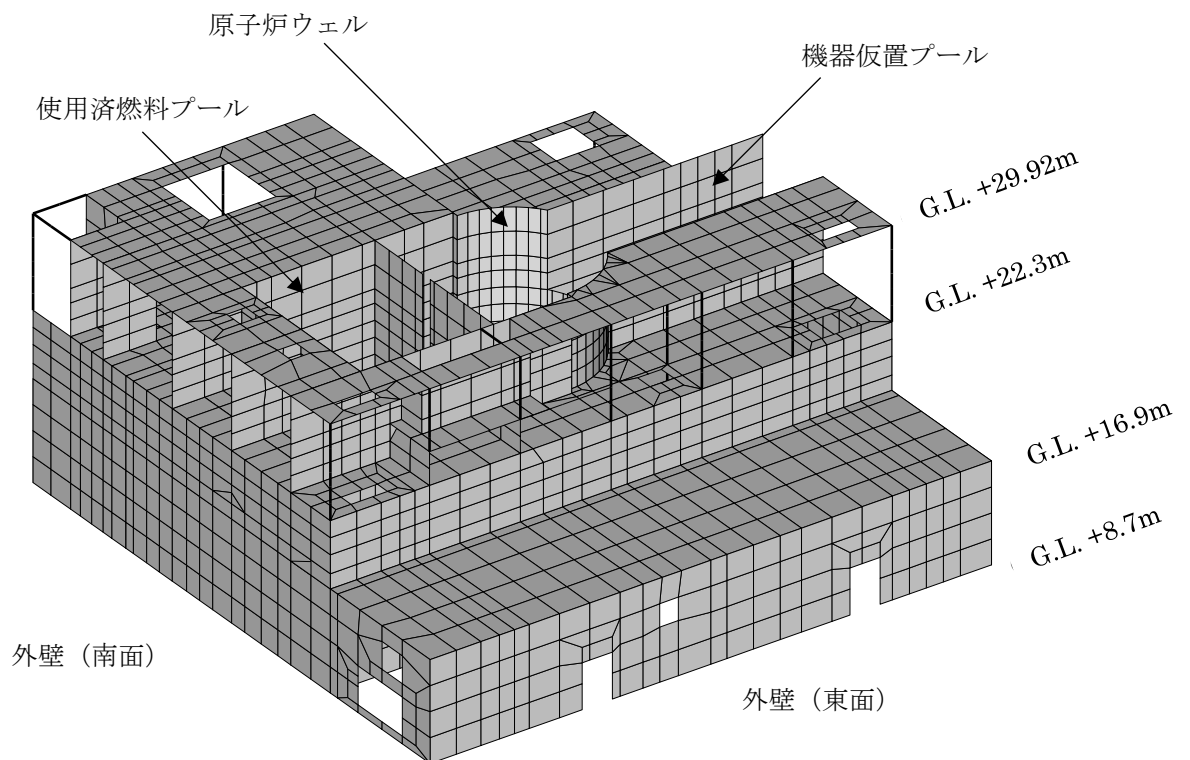 原子炉ウェル
機器仮置プール
使用済燃料プール
G.L. +29.92m
G.L. +22.3m
G.L. +16.9m
G.L. +8.7m
外壁（南面）
外壁（東面）